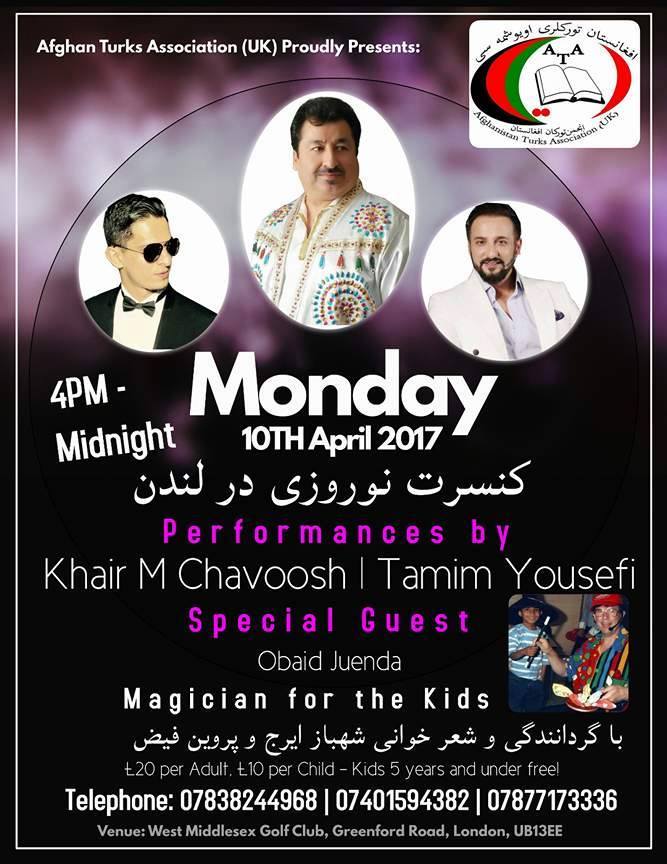 Afghan Turks Association (UK) Proudly Presents:
افغانستان تورکلری اویوشمه سی
ATA
انجمن تورکان افغانستان
Afghanistan Turks Association (UK)
4PM -
Midnight
Monday
10TH April 2017
کنسرت نوروزی در لندن
Performances by
Khair M Chavoosh | Tamim Yousefi
Special Guest
Obaid Juenda
Magician for the Kids
با گردانندگی و شعر خوانی شهباز ایرج و پروین فیض
£20 per Adult, £10 per Child - Kids 5 years and under free!
Telephone: 07838244968 | 07401594382 | 07877173336
Venue: West Middlesex Golf Club, Greenford Road, London, UB13EE